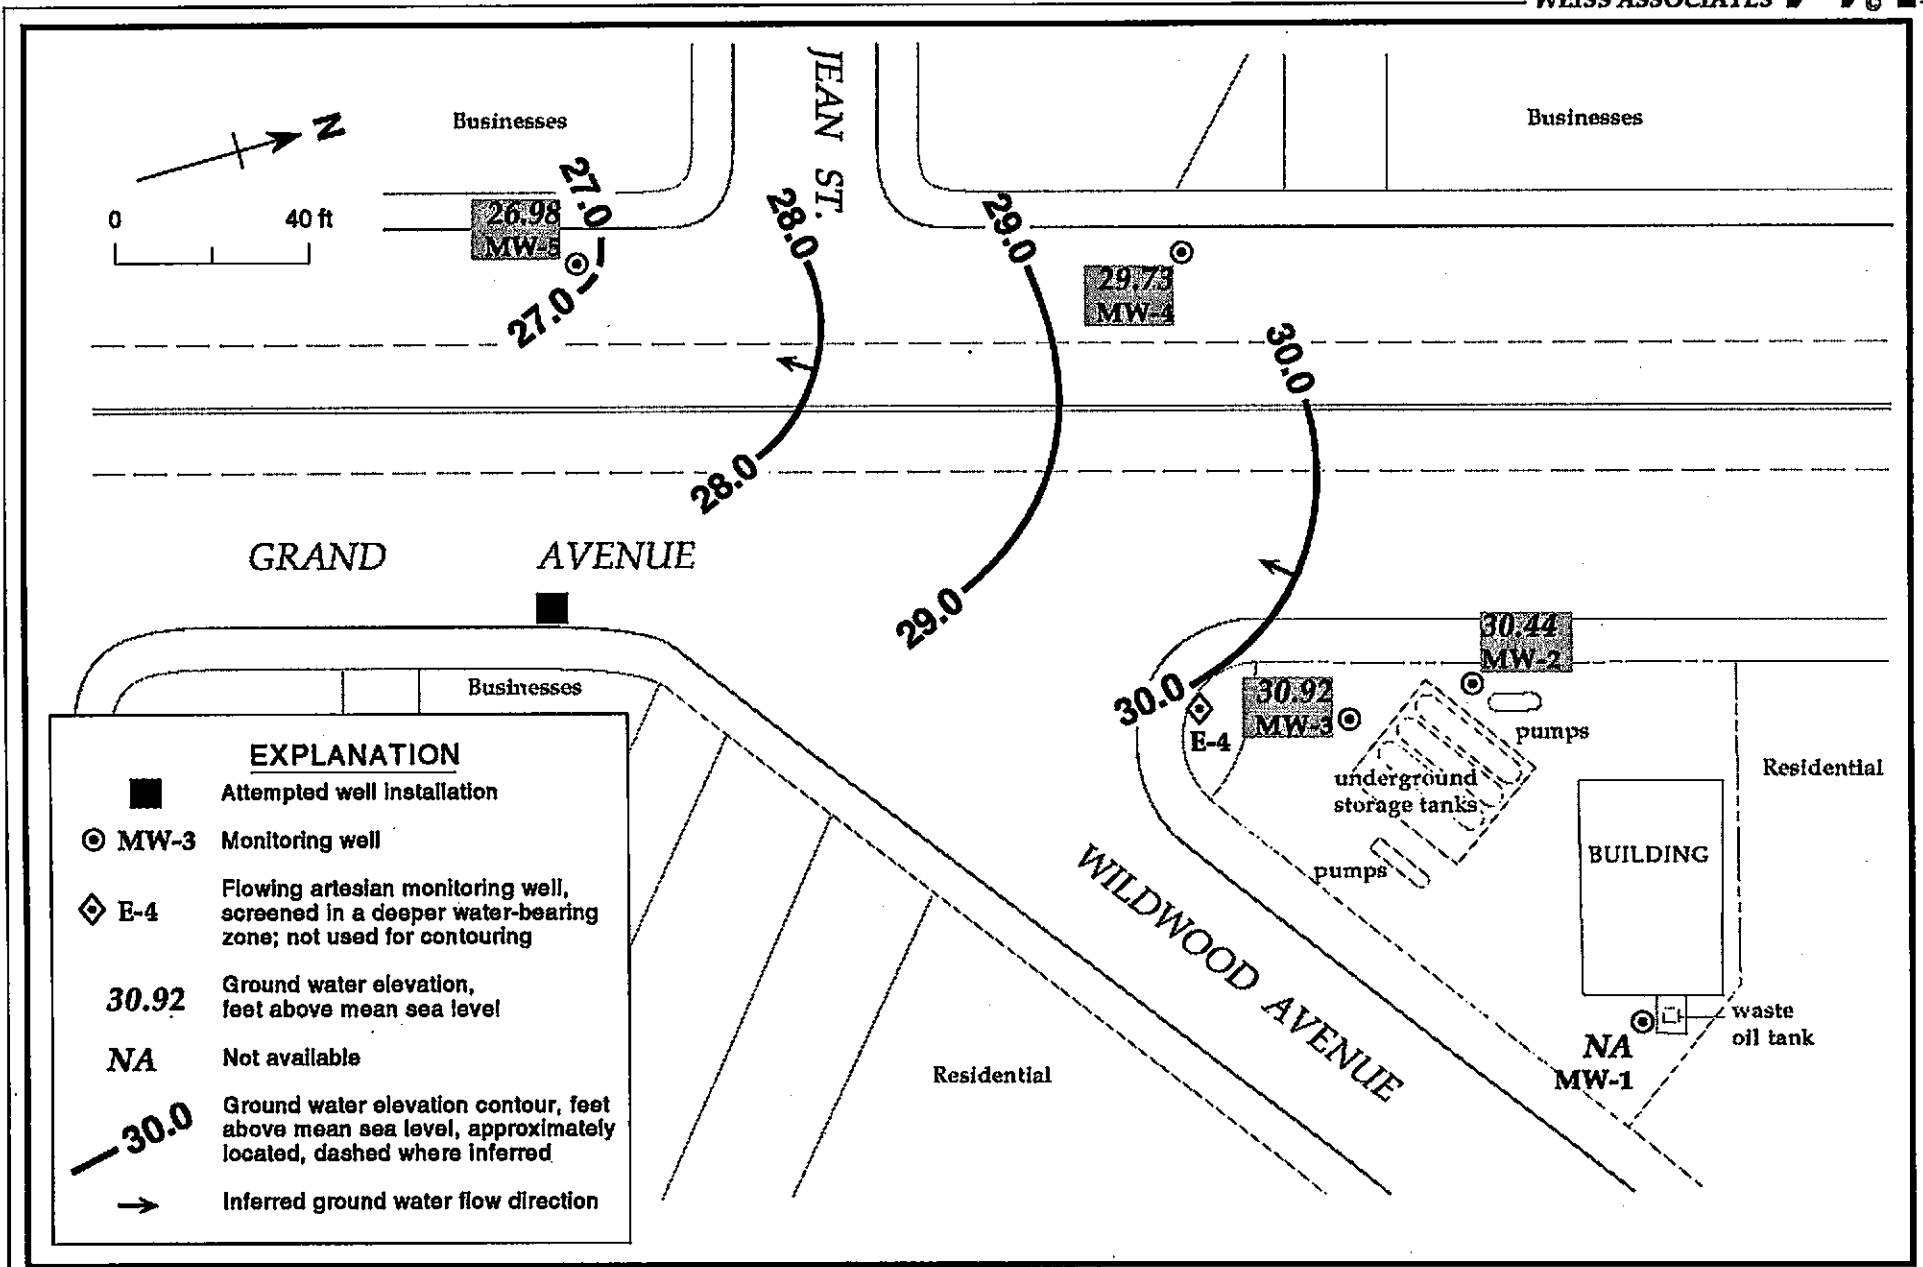 WEISS ASSOCIATES
JEAN ST.
Businesses
Businesses
N
0 40 ft
27.0
26.98
MW-5
27.0
28.0
28.0
29.0
29.0
29.73
MW-4
30.0
30.0
GRAND AVENUE
30.44
MW-2
30.92
MW-3
E-4
pumps
underground
storage tanks
pumps
BUILDING
Residential
Businesses
WILDWOOD AVENUE
waste
oil tank
NA
MW-1
Residential
EXPLANATION
Attempted well installation
MW-3 Monitoring well
E-4 Flowing artesian monitoring well,
screened in a deeper water-bearing
zone; not used for contouring
30.92 Ground water elevation,
feet above mean sea level
NA Not available
30.0 Ground water elevation contour, feet
above mean sea level, approximately
located, dashed where inferred
Inferred ground water flow direction